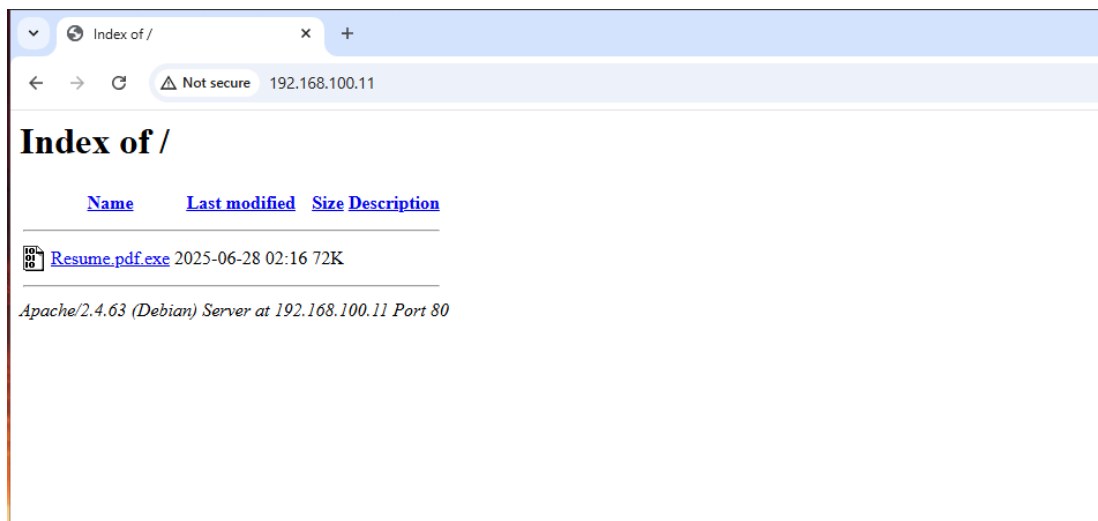 Index of /
Not secure 192.168.100.11
Index of /
Name Last modified Size Description
Resume.pdf.exe 2025-06-28 02:16 72K
Apache/2.4.63 (Debian) Server at 192.168.100.11 Port 80